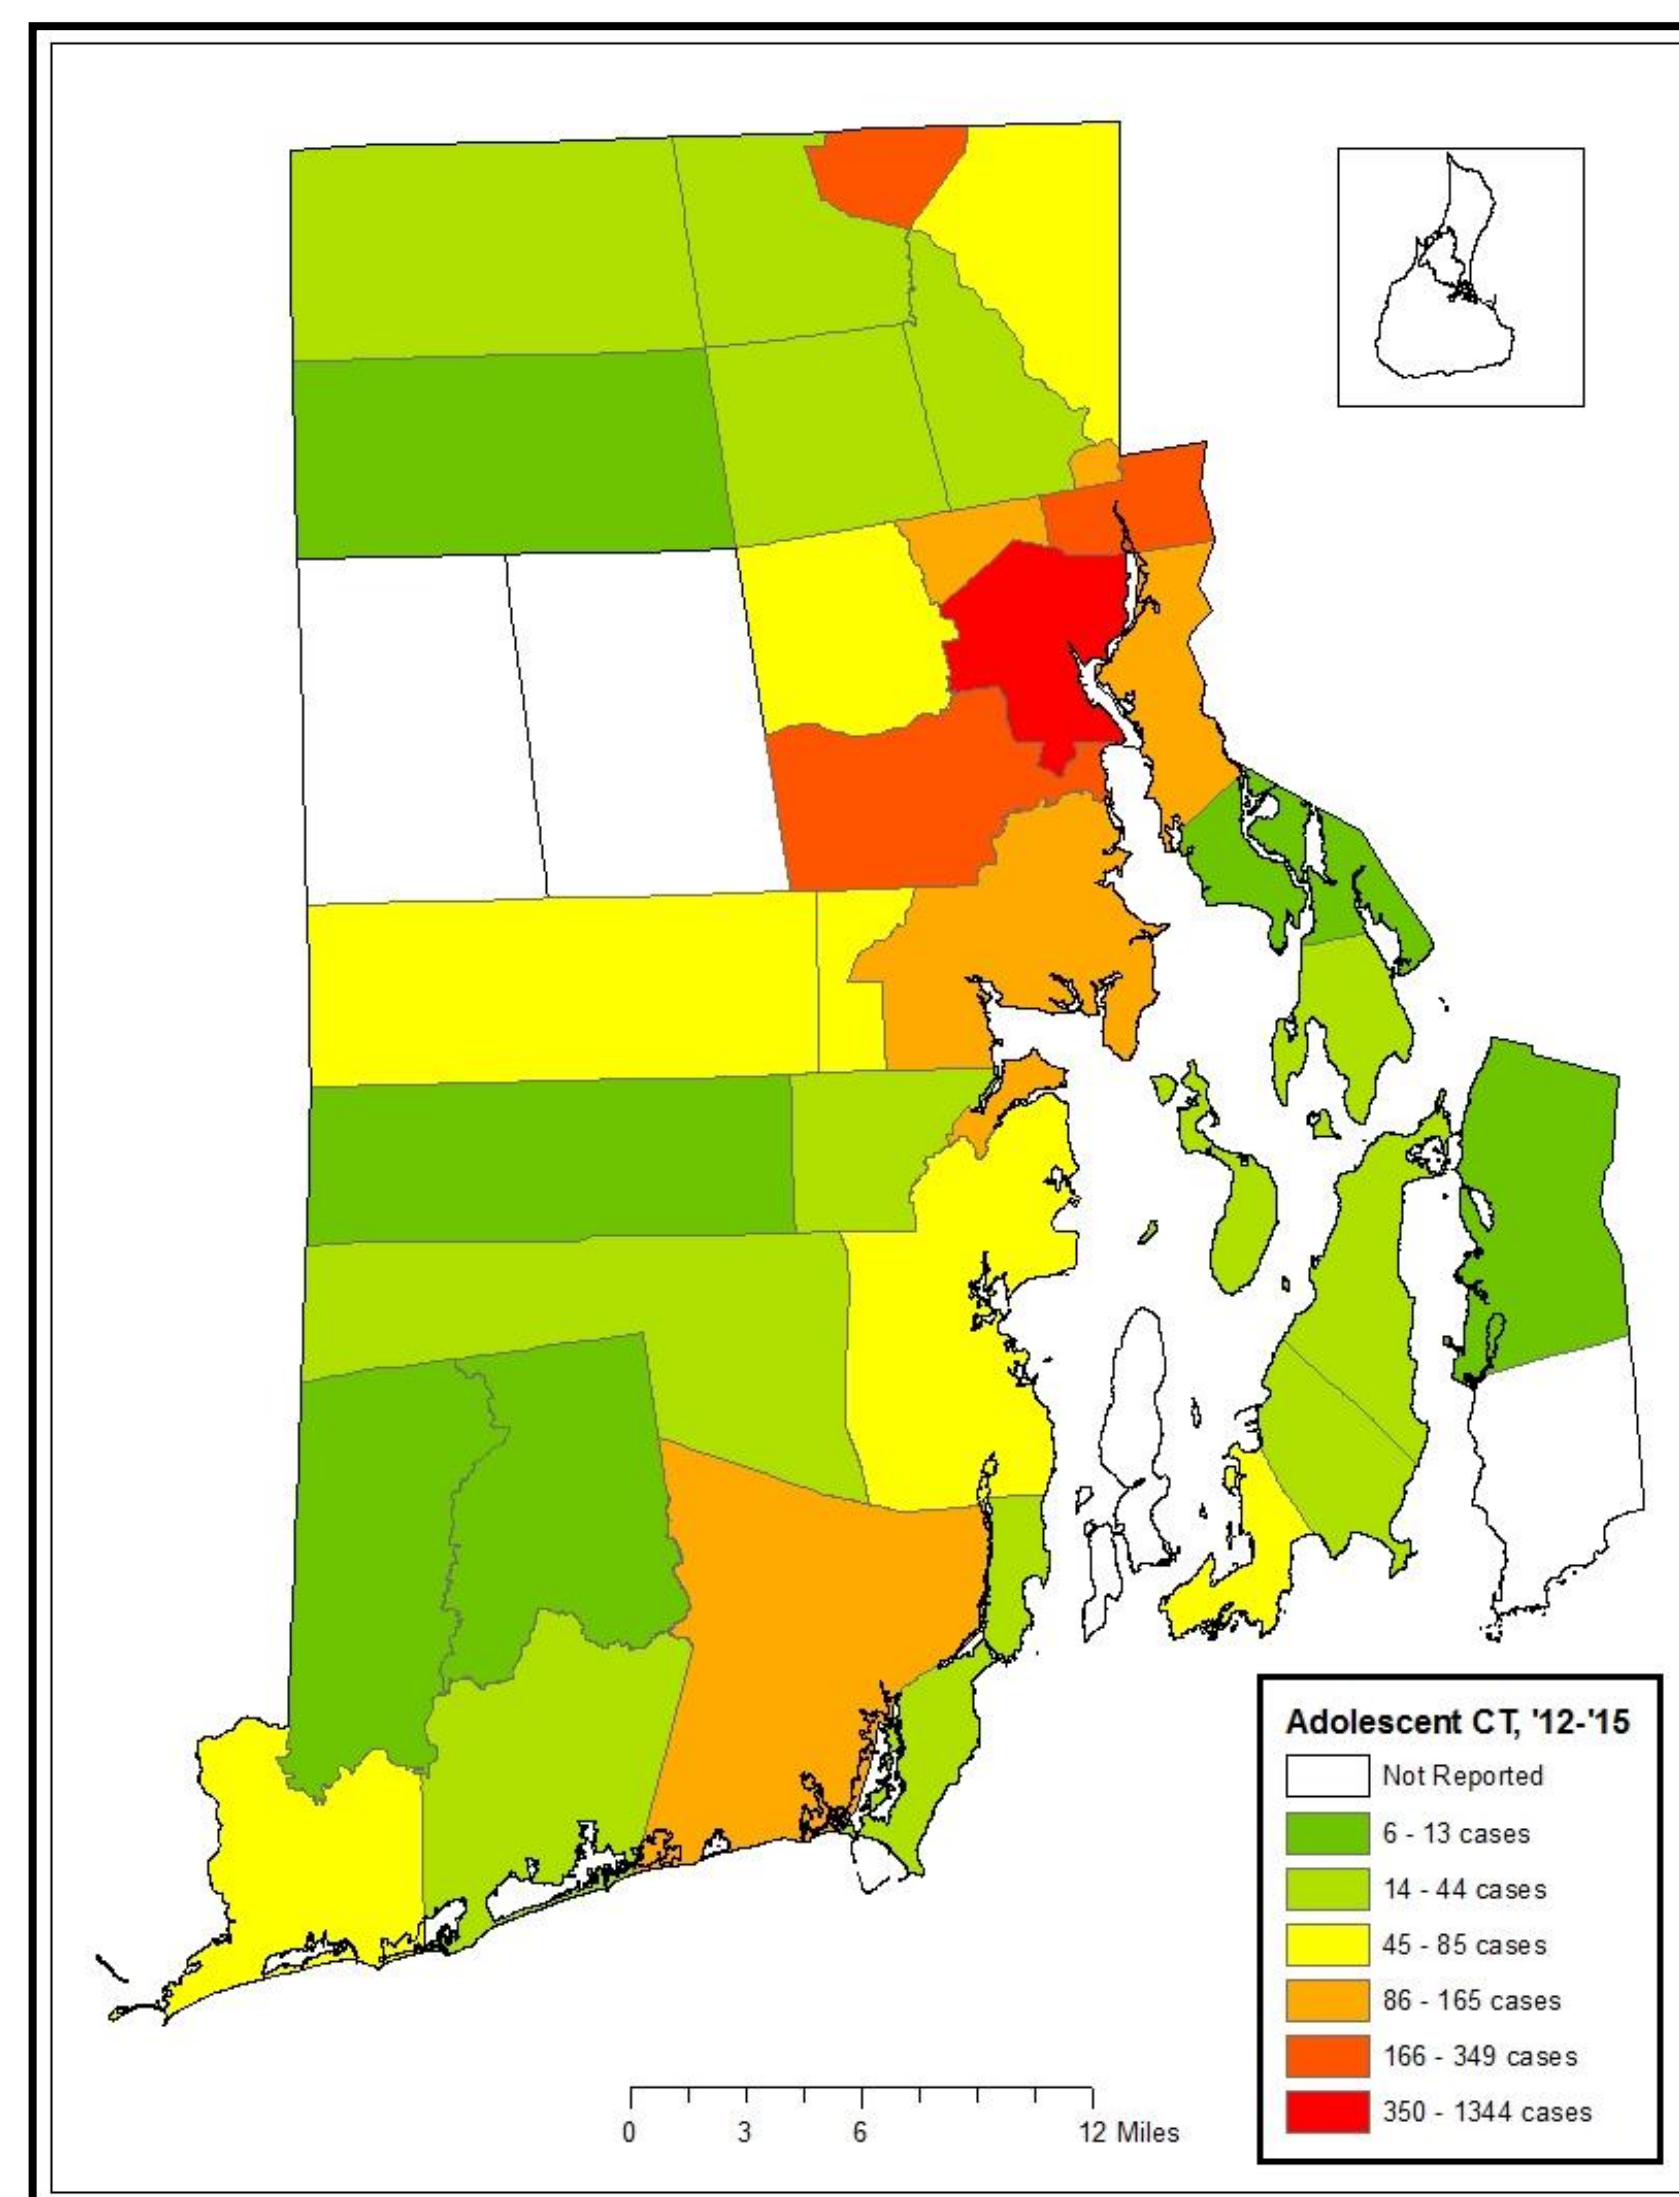 Adolescent CT, '12-'15
Not Reported
6 - 13 cases
14 - 44 cases
45 - 85 cases
86 - 165 cases
166 - 349 cases
350 - 1344 cases
0 3 6 12 Miles